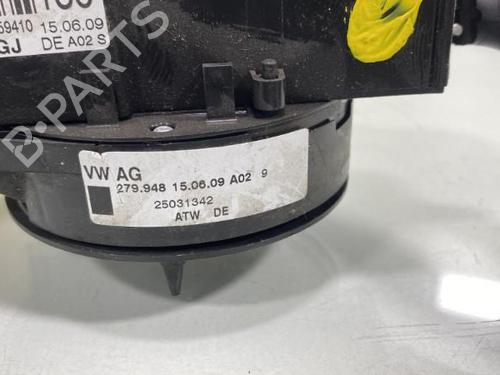 59410 15.06.09
GJ DE A02 S
VW AG
279.948 15.06.09 A02 9
25031342
ATW DE
B-PARTS